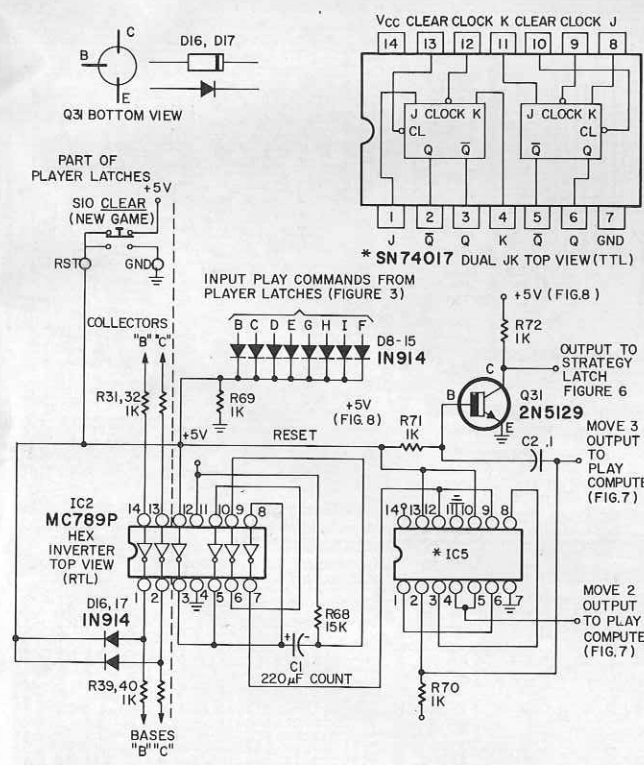 C
B
E
Q31 BOTTOM VIEW
D16, D17
VCC CLEAR CLOCK K CLEAR CLOCK J
14 13 12 11 10 9 8
J CLOCK K
CL
Q Q̅
J CLOCK K
CL
Q̅ Q
1 2 3 4 5 6 7
J Q̅ Q K Q̅ Q GND
* SN74017 DUAL JK TOP VIEW (TTL)
PART OF
PLAYER LATCHES
+5V
S10 CLEAR
(NEW GAME)
RST
GND
INPUT PLAY COMMANDS FROM
PLAYER LATCHES (FIGURE 3)
B C D E G H I F
D8-15
1N914
COLLECTORS
"B" "C"
R31,32
1K
R69
1K
+5V
RESET
+5V
(FIG.8)
R71
1K
+5V (FIG.8)
R72
1K
C
B
E
OUTPUT TO
STRATEGY
LATCH
FIGURE 6
Q31
2N5129
C2 .1
MOVE 3
OUTPUT
TO
PLAY
COMPUTE
(FIG.7)
IC2
MC789P
HEX
INVERTER
TOP VIEW
(RTL)
14 13 12 11 10 9 8
1 2 3 4 5 6 7
D16,17
1N914
R68
15K
+ -
C1
220µF COUNT
R39,40
1K
BASES
"B" "C"
14 13 12 11 10 9 8
* IC5
1 2 3 4 5 6 7
R70
1K
MOVE 2
OUTPUT
TO PLAY
COMPUTE
(FIG.7)